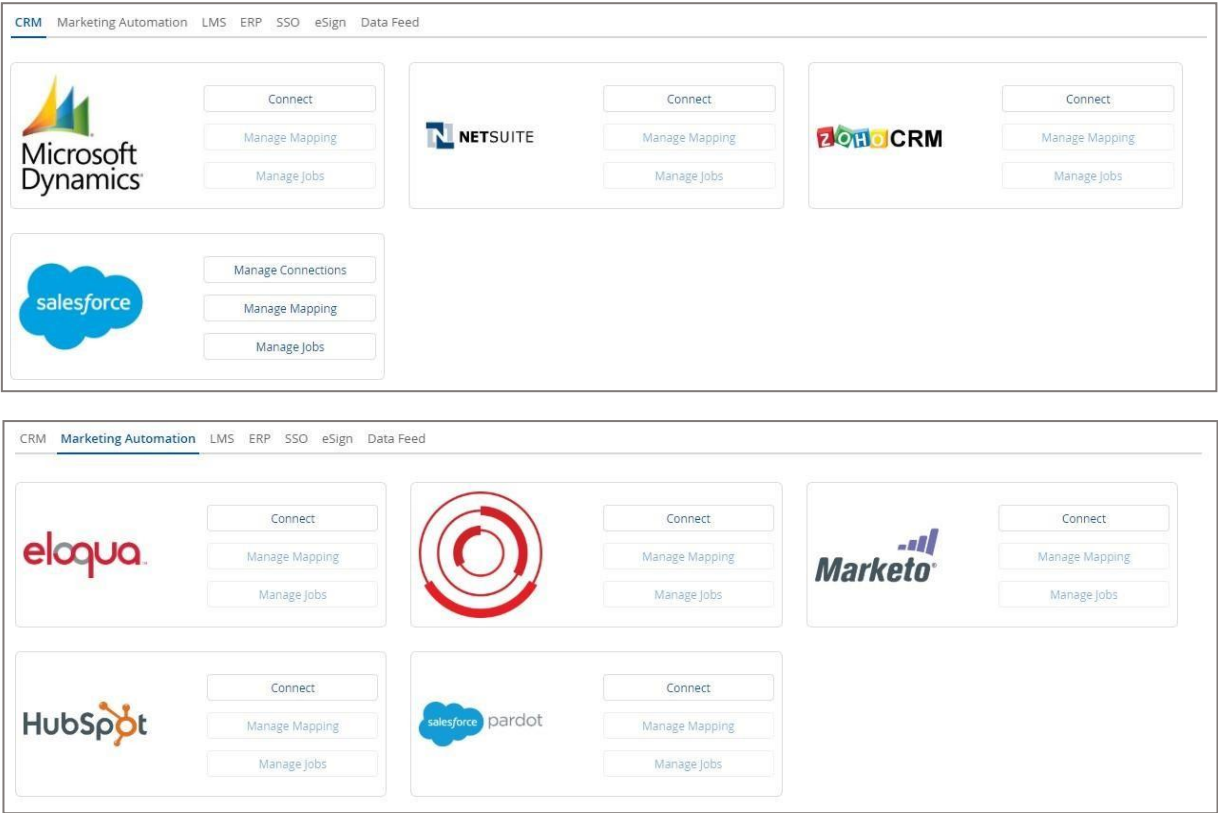 CRM Marketing Automation LMS ERP SSO eSign Data Feed
Microsoft
Dynamics
Connect
Manage Mapping
Manage Jobs
NETSUITE
Connect
Manage Mapping
Manage Jobs
ZOHO CRM
Connect
Manage Mapping
Manage Jobs
salesforce
Manage Connections
Manage Mapping
Manage Jobs
CRM Marketing Automation LMS ERP SSO eSign Data Feed
eloqua
Connect
Manage Mapping
Manage Jobs
Connect
Manage Mapping
Manage Jobs
Marketo
Connect
Manage Mapping
Manage Jobs
HubSpot
Connect
Manage Mapping
Manage Jobs
salesforce pardot
Connect
Manage Mapping
Manage Jobs